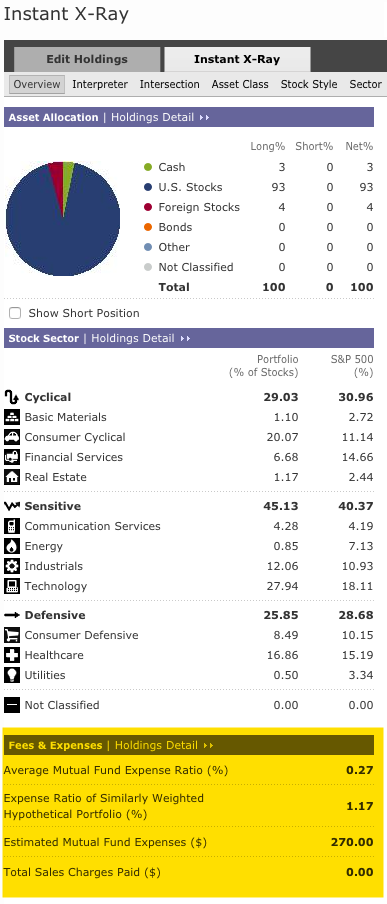 Instant X-Ray
Edit Holdings Instant X-Ray
Overview Interpreter Intersection Asset Class Stock Style Sector
Asset Allocation | Holdings Detail
Long% Short% Net%
Cash 3 0 3
U.S. Stocks 93 0 93
Foreign Stocks 4 0 4
Bonds 0 0 0
Other 0 0 0
Not Classified 0 0 0
Total 100 0 100
Show Short Position
Stock Sector | Holdings Detail
Portfolio S&P 500
(% of Stocks) (%)
Cyclical 29.03 30.96
Basic Materials 1.10 2.72
Consumer Cyclical 20.07 11.14
Financial Services 6.68 14.66
Real Estate 1.17 2.44
Sensitive 45.13 40.37
Communication Services 4.28 4.19
Energy 0.85 7.13
Industrials 12.06 10.93
Technology 27.94 18.11
Defensive 25.85 28.68
Consumer Defensive 8.49 10.15
Healthcare 16.86 15.19
Utilities 0.50 3.34
Not Classified 0.00 0.00
Fees & Expenses | Holdings Detail
Average Mutual Fund Expense Ratio (%) 0.27
Expense Ratio of Similarly Weighted
Hypothetical Portfolio (%) 1.17
Estimated Mutual Fund Expenses ($) 270.00
Total Sales Charges Paid ($) 0.00